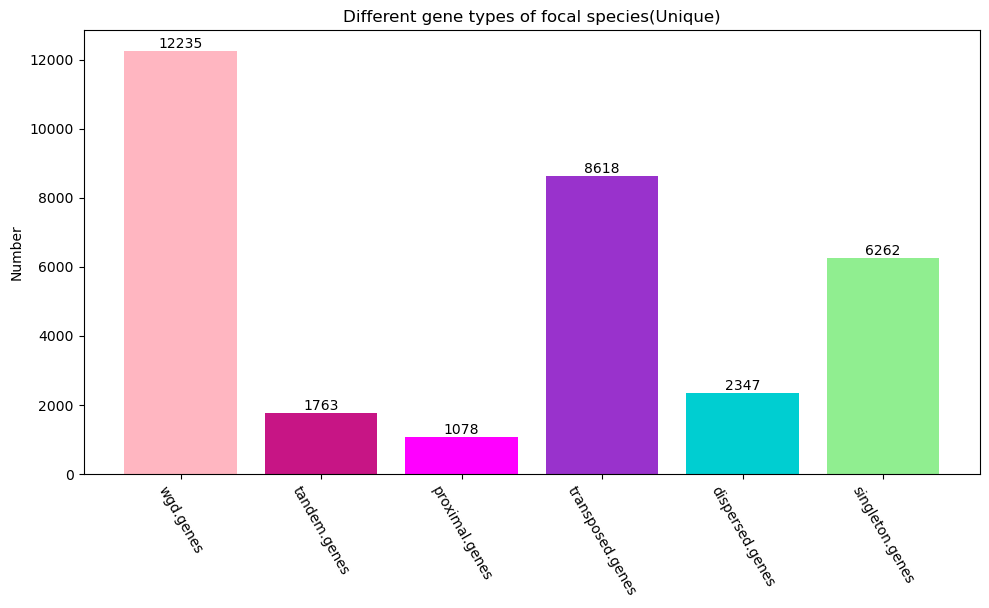 Different gene types of focal species(Unique)
Number
12000
10000
8000
6000
4000
2000
0
12235
1763
1078
8618
2347
6262
wgd.genes
tandem.genes
proximal.genes
transposed.genes
dispersed.genes
singleton.genes